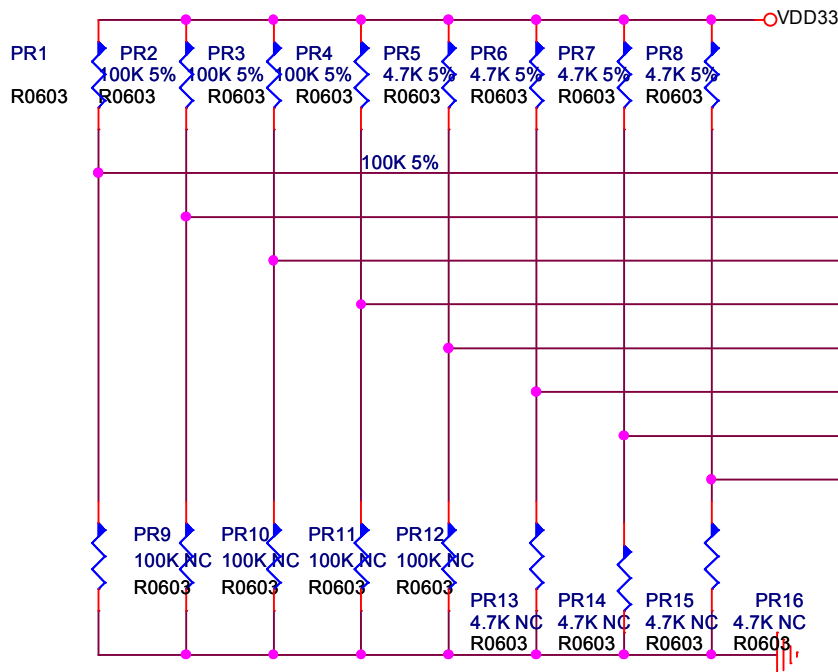 VDD33
PR1 PR2 PR3 PR4 PR5 PR6 PR7 PR8
100K 5% 100K 5% 100K 5% 4.7K 5% 4.7K 5% 4.7K 5% 4.7K 5%
R0603 R0603 R0603 R0603 R0603 R0603 R0603 R0603
100K 5%
PR9 PR10 PR11 PR12
100K NC 100K NC 100K NC 100K NC
R0603 R0603 R0603 R0603
PR13 PR14 PR15 PR16
4.7K NC 4.7K NC 4.7K NC 4.7K NC
R0603 R0603 R0603 R0603